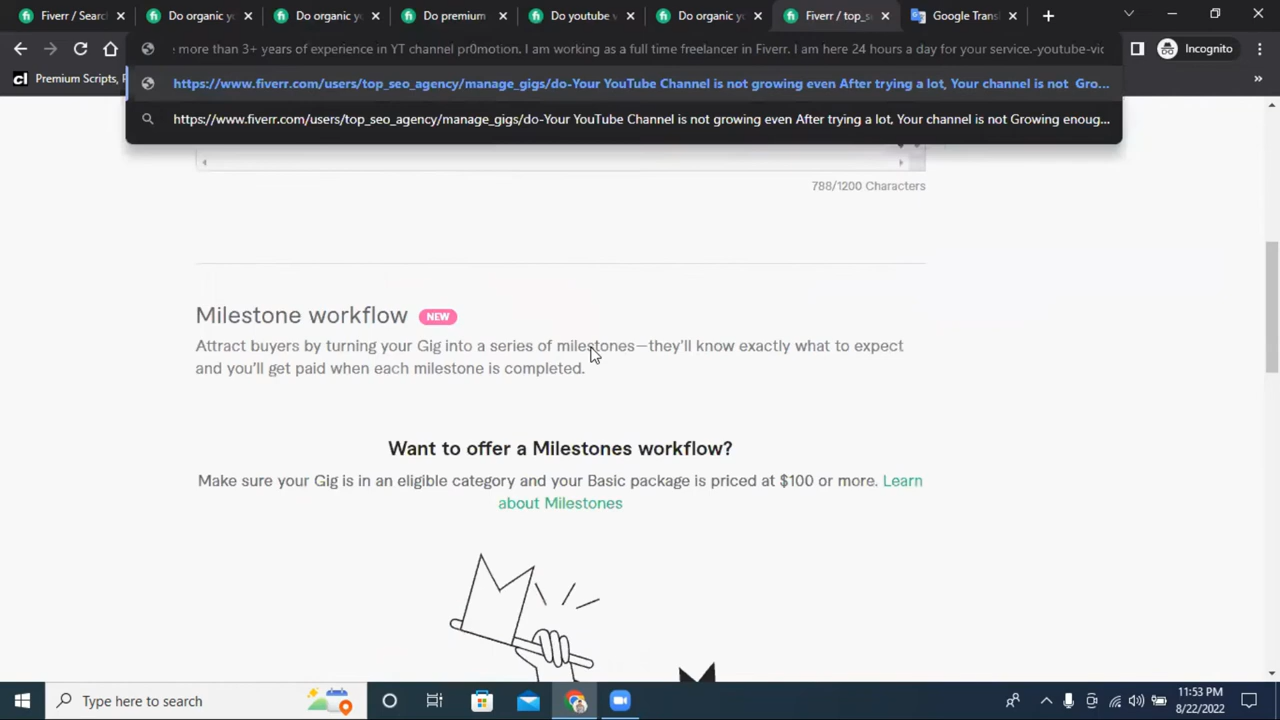 Fiverr / Sear
Do organic y
Do organic y
Do premium
Do youtube v
Do organic y
Fiverr / top_s
Google Trans
Incognito
more than 3+ years of experience in YT channel pr0motion. I am working as a full time freelancer in Fiverr. I am here 24 hours a day for your service.-youtube-vic
Premium Scripts, P
https://www.fiverr.com/users/top_seo_agency/manage_gigs/do-Your YouTube Channel is not growing even After trying a lot, Your channel is not Gro...
https://www.fiverr.com/users/top_seo_agency/manage_gigs/do-Your YouTube Channel is not growing even After trying a lot, Your channel is not Growing enoug...
788/1200 Characters
Milestone workflow NEW
Attract buyers by turning your Gig into a series of milestones—they'll know exactly what to expect
and you'll get paid when each milestone is completed.
Want to offer a Milestones workflow?
Make sure your Gig is in an eligible category and your Basic package is priced at $100 or more. Learn
about Milestones
Type here to search
11:53 PM
8/22/2022